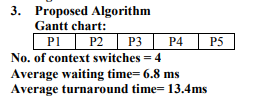 3. Proposed Algorithm
Gantt chart:
P1 P2 P3 P4 P5
No. of context switches = 4
Average waiting time= 6.8 ms
Average turnaround time= 13.4ms